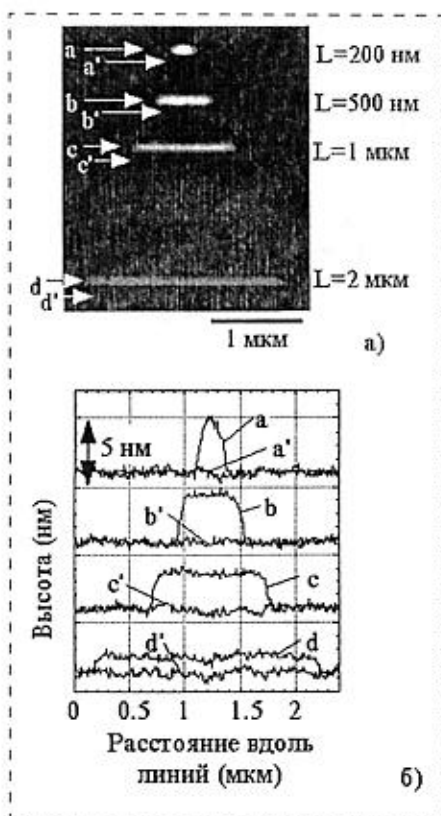 a
a'
L=200 нм
b
b'
L=500 нм
c
c'
L=1 мкм
d
d'
L=2 мкм
1 мкм
а)
5 нм
a
a'
b'
b
c'
c
d'
d
Высота (нм)
0 0.5 1 1.5 2
Расстояние вдоль
линий (мкм)
б)